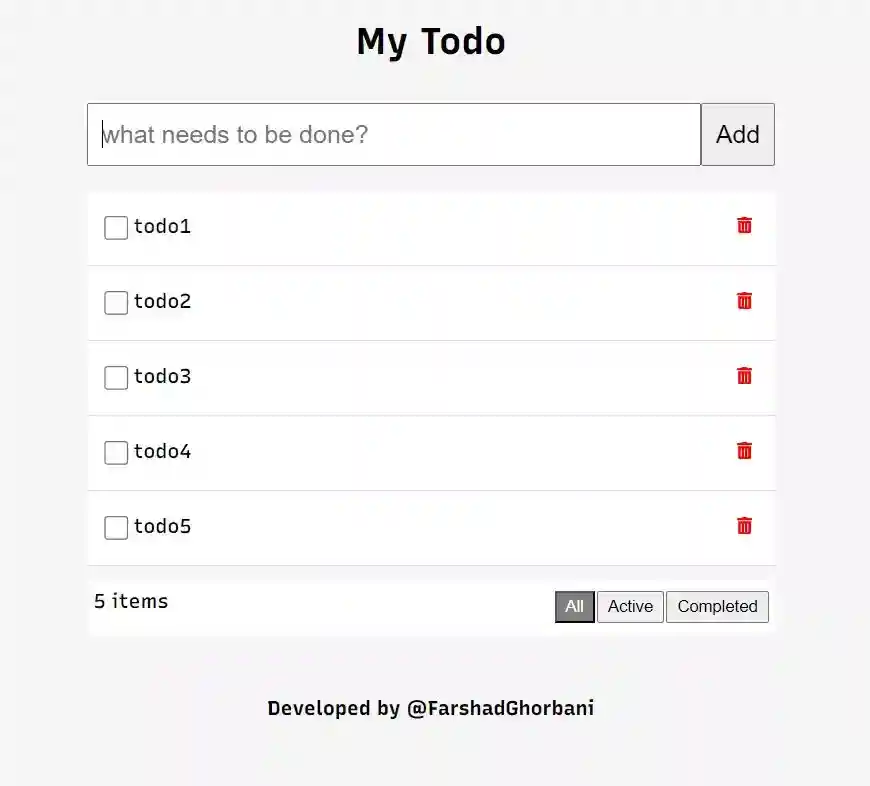 My Todo
what needs to be done? Add
todo1
todo2
todo3
todo4
todo5
5 items All Active Completed
Developed by @FarshadGhorbani